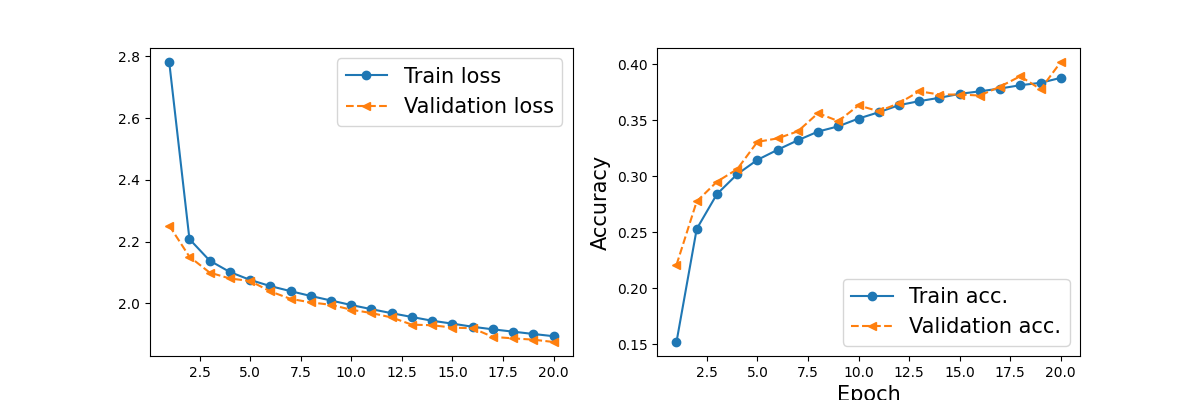 2.8
2.6
2.4
2.2
2.0
2.5 5.0 7.5 10.0 12.5 15.0 17.5 20.0
Train loss
Validation loss
Accuracy
0.40
0.35
0.30
0.25
0.20
0.15
2.5 5.0 7.5 10.0 12.5 15.0 17.5 20.0
Epoch
Train acc.
Validation acc.